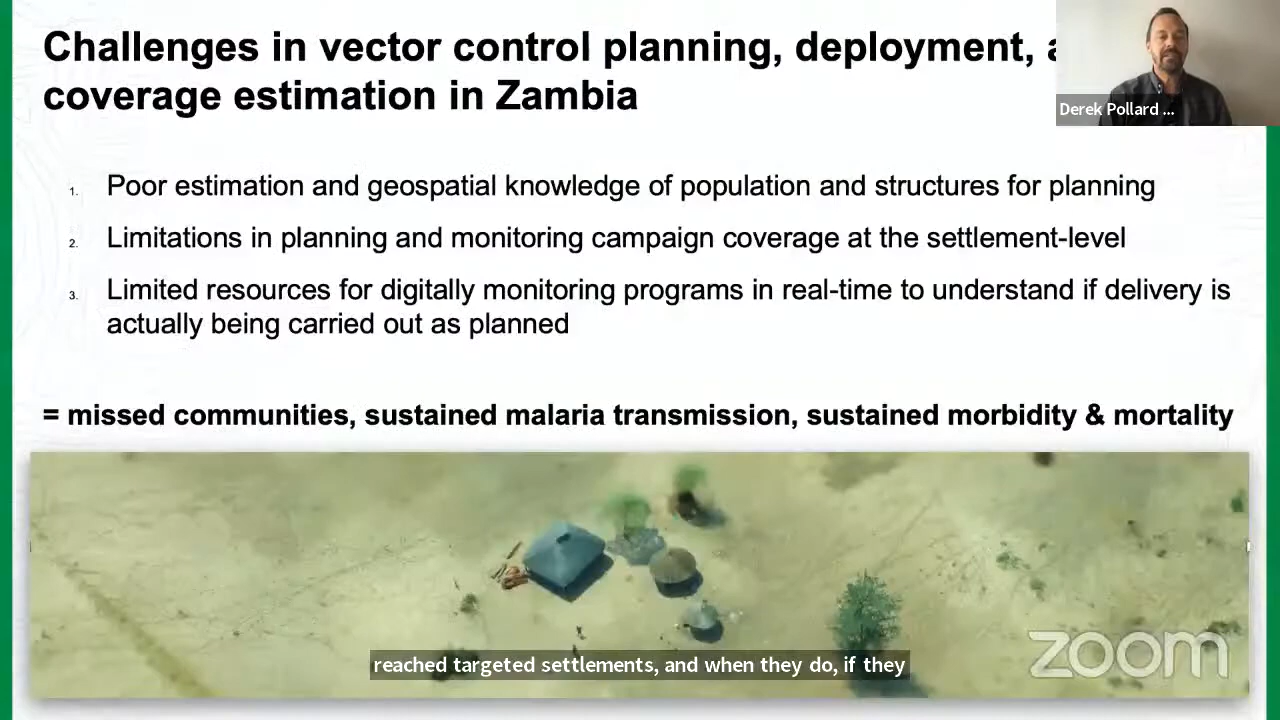 Challenges in vector control planning, deployment, a
coverage estimation in Zambia
Derek Pollard ...
1. Poor estimation and geospatial knowledge of population and structures for planning
2. Limitations in planning and monitoring campaign coverage at the settlement-level
3. Limited resources for digitally monitoring programs in real-time to understand if delivery is
actually being carried out as planned
= missed communities, sustained malaria transmission, sustained morbidity & mortality
reached targeted settlements, and when they do, if they
zoom